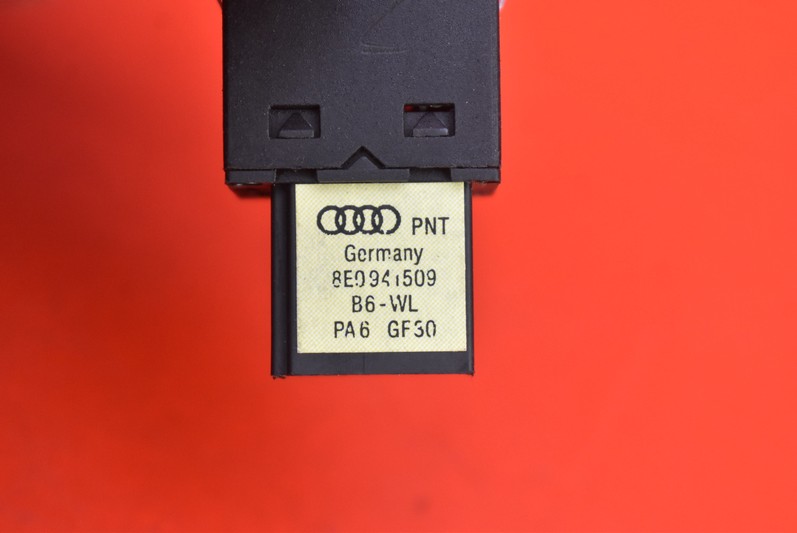 PNT
Germany
8E0941509
B6-WL
PA6 GF30